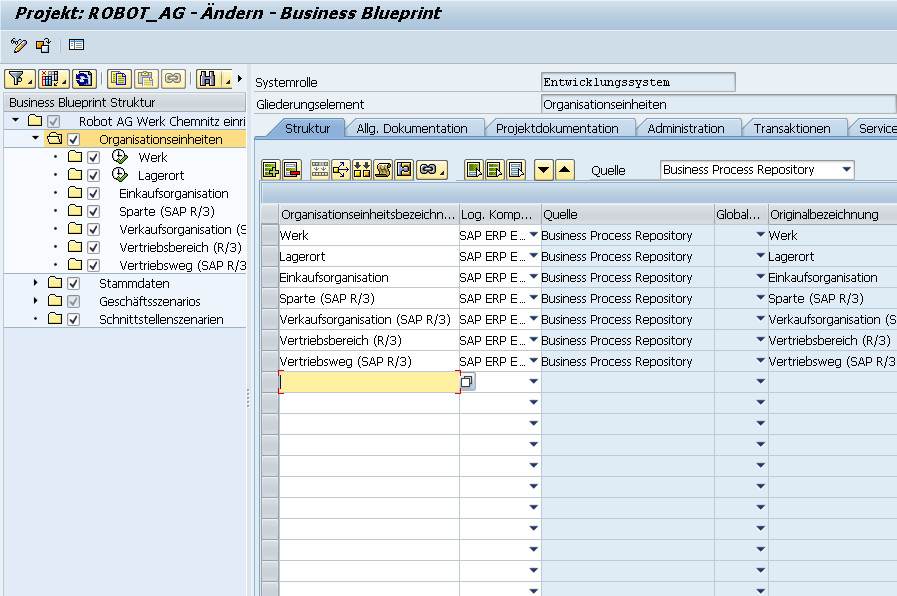 Projekt: ROBOT_AG - Ändern - Business Blueprint
Systemrolle Entwicklungssystem
Business Blueprint Struktur
Gliederungselement Organisationseinheiten
Robot AG Werk Chemnitz einri
Organisationseinheiten
Werk
Lagerort
Einkaufsorganisation
Sparte (SAP R/3)
Verkaufsorganisation (S
Vertriebsbereich (R/3)
Vertriebsweg (SAP R/3
Stammdaten
Geschäftsszenarios
Schnittstellenszenarien
Struktur Allg. Dokumentation Projektdokumentation Administration Transaktionen Service
Quelle Business Process Repository
Organisationseinheitsbezeichn... Log. Komp... Quelle Global... Originalbezeichnung
Werk SAP ERP E... Business Process Repository Werk
Lagerort SAP ERP E... Business Process Repository Lagerort
Einkaufsorganisation SAP ERP E... Business Process Repository Einkaufsorganisation
Sparte (SAP R/3) SAP ERP E... Business Process Repository Sparte (SAP R/3)
Verkaufsorganisation (SAP R/3) SAP ERP E... Business Process Repository Verkaufsorganisation (S
Vertriebsbereich (R/3) SAP ERP E... Business Process Repository Vertriebsbereich (R/3)
Vertriebsweg (SAP R/3) SAP ERP E... Business Process Repository Vertriebsweg (SAP R/3